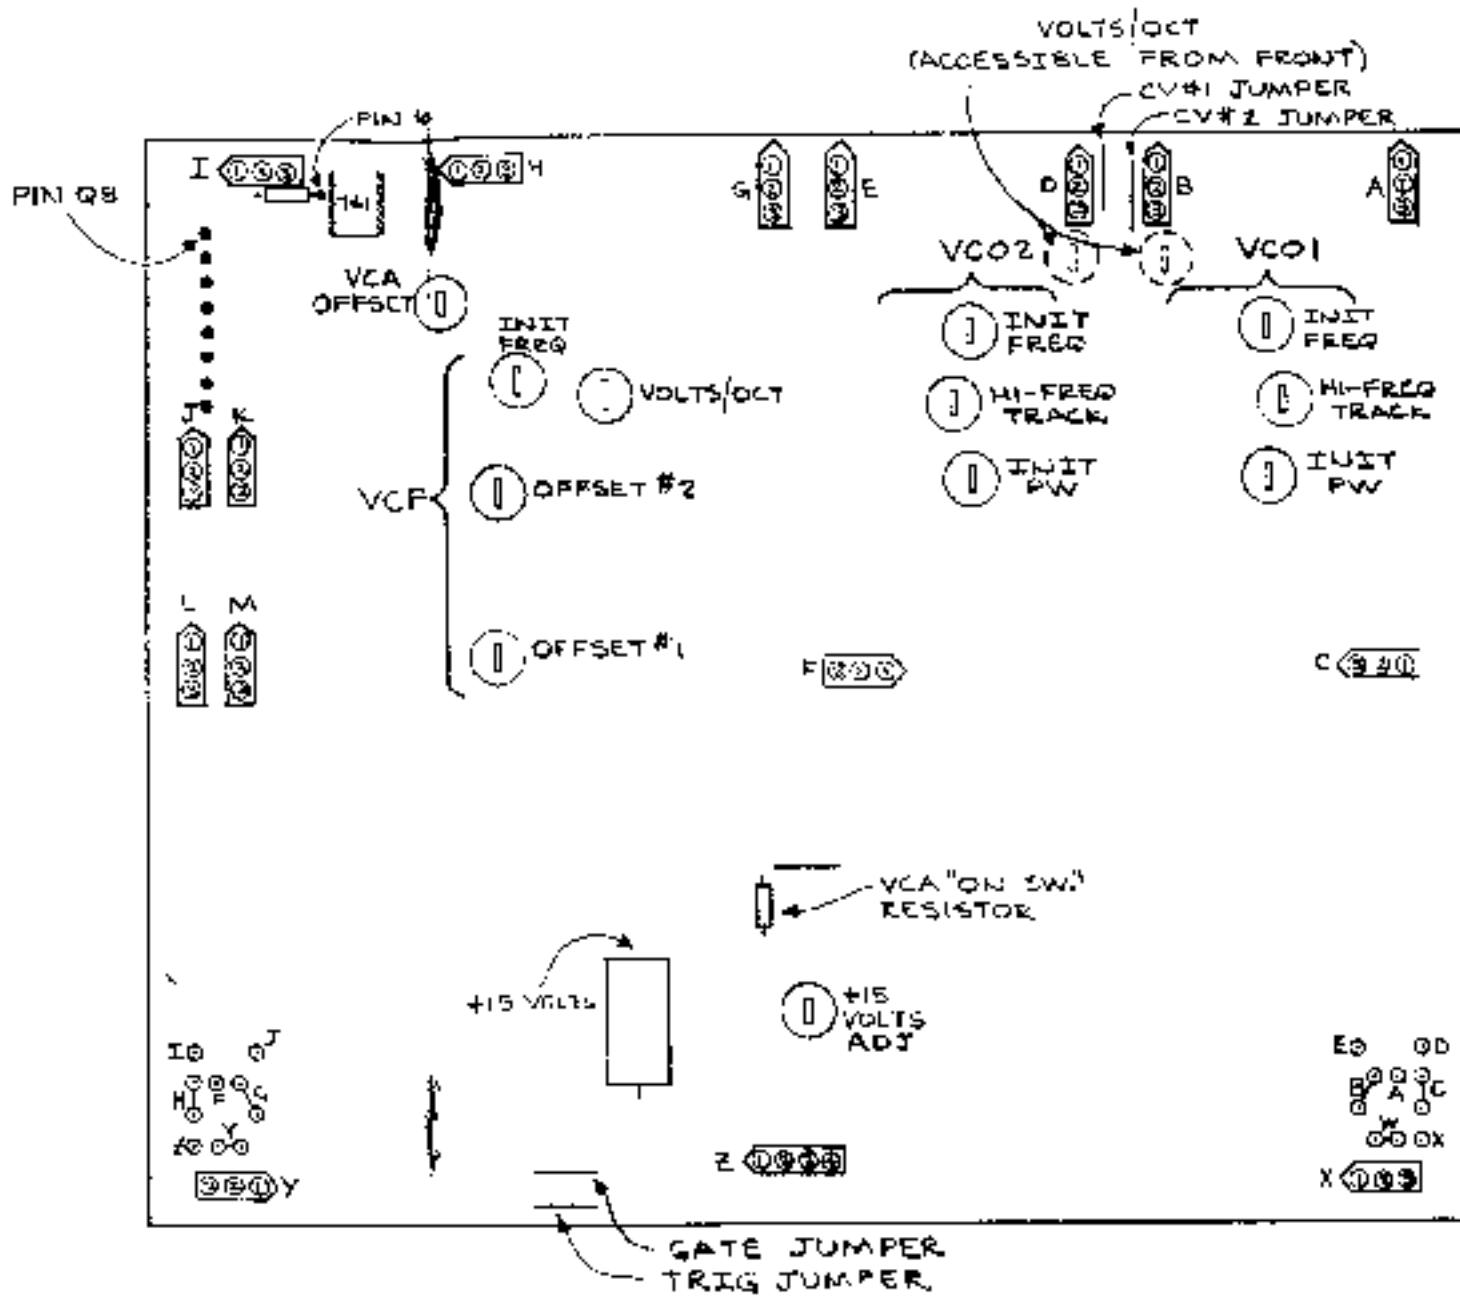 VOLTS/OCT
(ACCESSIBLE FROM FRONT)
CV#1 JUMPER
CV#2 JUMPER
PIN
I
H
G
E
D
B
A
PIN Q8
741
VCA
OFFSET
VCO2
VCO1
INIT
FREQ
INIT
FREQ
INIT
FREQ
VOLTS/OCT
HI-FREQ
TRACK
HI-FREQ
TRACK
J K
VCF
OFFSET #2
INIT
PW
INIT
PW
L M
OFFSET #1
F
C
VCA "ON SW."
RESISTOR
+15 VOLTS
+15
VOLTS
ADJ
I
J
E
D
H
F
G
B
A
C
Y
W
X
Z
Y
X
GATE JUMPER
TRIG JUMPER